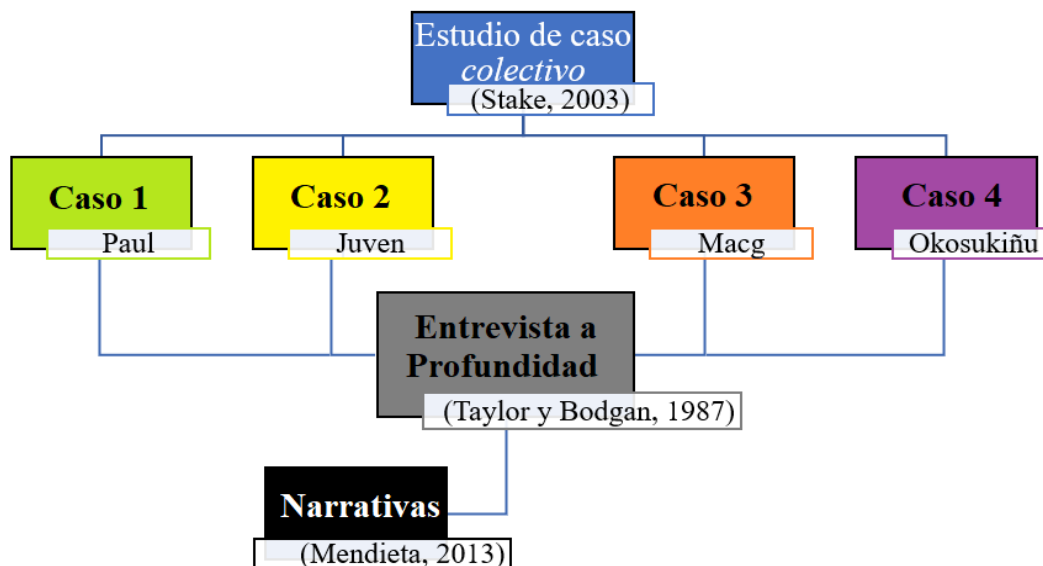 Estudio de caso
colectivo
(Stake, 2003)
Caso 1
Paul
Caso 2
Juven
Caso 3
Macg
Caso 4
Okosukiñu
Entrevista a
Profundidad
(Taylor y Bodgan, 1987)
Narrativas
(Mendieta, 2013)